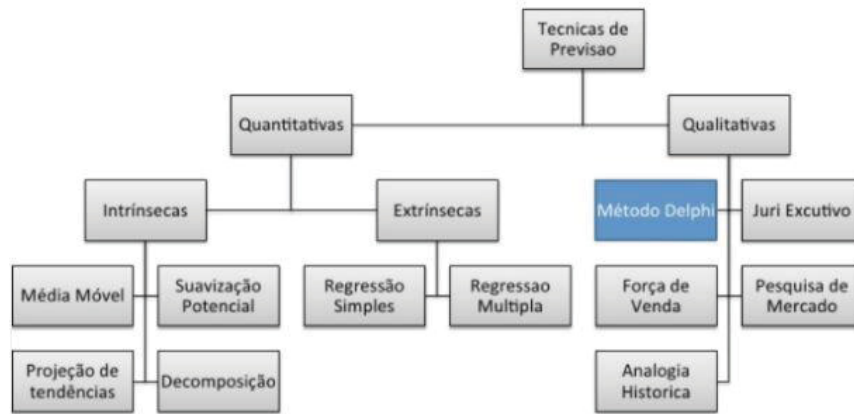 Tecnicas de
Previsao
Quantitativas
Qualitativas
Intrínsecas
Extrínsecas
Método Delphi
Juri Excutivo
Média Móvel
Suavização
Potencial
Regressão
Simples
Regressao
Multipla
Força de
Venda
Pesquisa de
Mercado
Projeção de
tendências
Decomposição
Analogia
Historica